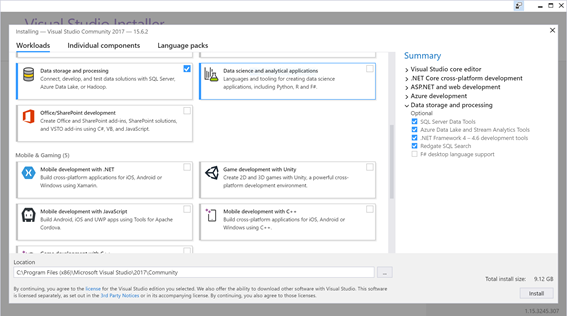 Visual Studio Installer
Installing — Visual Studio Community 2017 — 15.6.2
Workloads
Individual components
Language packs
Data storage and processing
Connect, develop, and test data solutions with SQL Server,
Azure Data Lake, or Hadoop.
Data science and analytical applications
Languages and tooling for creating data science
applications, including Python, R and F#.
Office/SharePoint development
Create Office and SharePoint add-ins, SharePoint solutions,
and VSTO add-ins using C#, VB, and JavaScript.
Mobile & Gaming (5)
Mobile development with .NET
Build cross-platform applications for iOS, Android or
Windows using Xamarin.
Game development with Unity
Create 2D and 3D games with Unity, a powerful cross-
platform development environment.
Mobile development with JavaScript
Build Android, iOS and UWP apps using Tools for Apache
Cordova.
Mobile development with C++
Build cross-platform applications for iOS, Android or
Windows using C++.
Summary
Visual Studio core editor
.NET Core cross-platform development
ASP.NET and web development
Azure development
Data storage and processing
Optional
SQL Server Data Tools
Azure Data Lake and Stream Analytics Tools
.NET Framework 4 – 4.6 development tools
Redgate SQL Search
F# desktop language support
Location
C:\Program Files (x86)\Microsoft Visual Studio\2017\Community
...
Total install size: 9.12 GB
By continuing, you agree to the license for the Visual Studio edition you selected. We also offer the ability to download other software with Visual Studio. This software
is licensed separately, as set out in the 3rd Party Notices or in its accompanying license. By continuing, you also agree to those licenses.
Install
1.15.3245.307